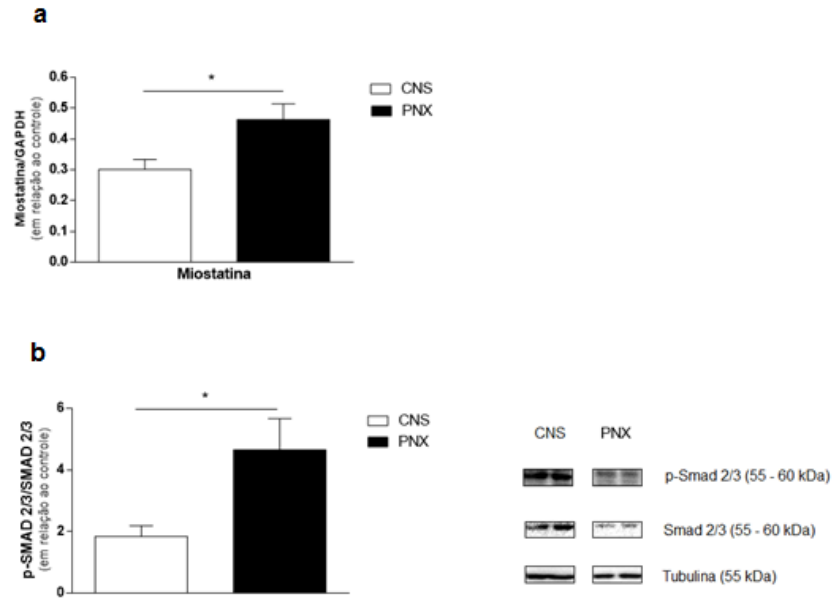 a
Miostatina/GAPDH
(em relação ao controle)
0.6
0.5
0.4
0.3
0.2
0.1
0.0
*
Miostatina
CNS
PNX
b
p-SMAD 2/3/SMAD 2/3
(em relação ao controle)
6
4
2
0
*
CNS
PNX
CNS PNX
p-Smad 2/3 (55 - 60 kDa)
Smad 2/3 (55 - 60 kDa)
Tubulina (55 kDa)